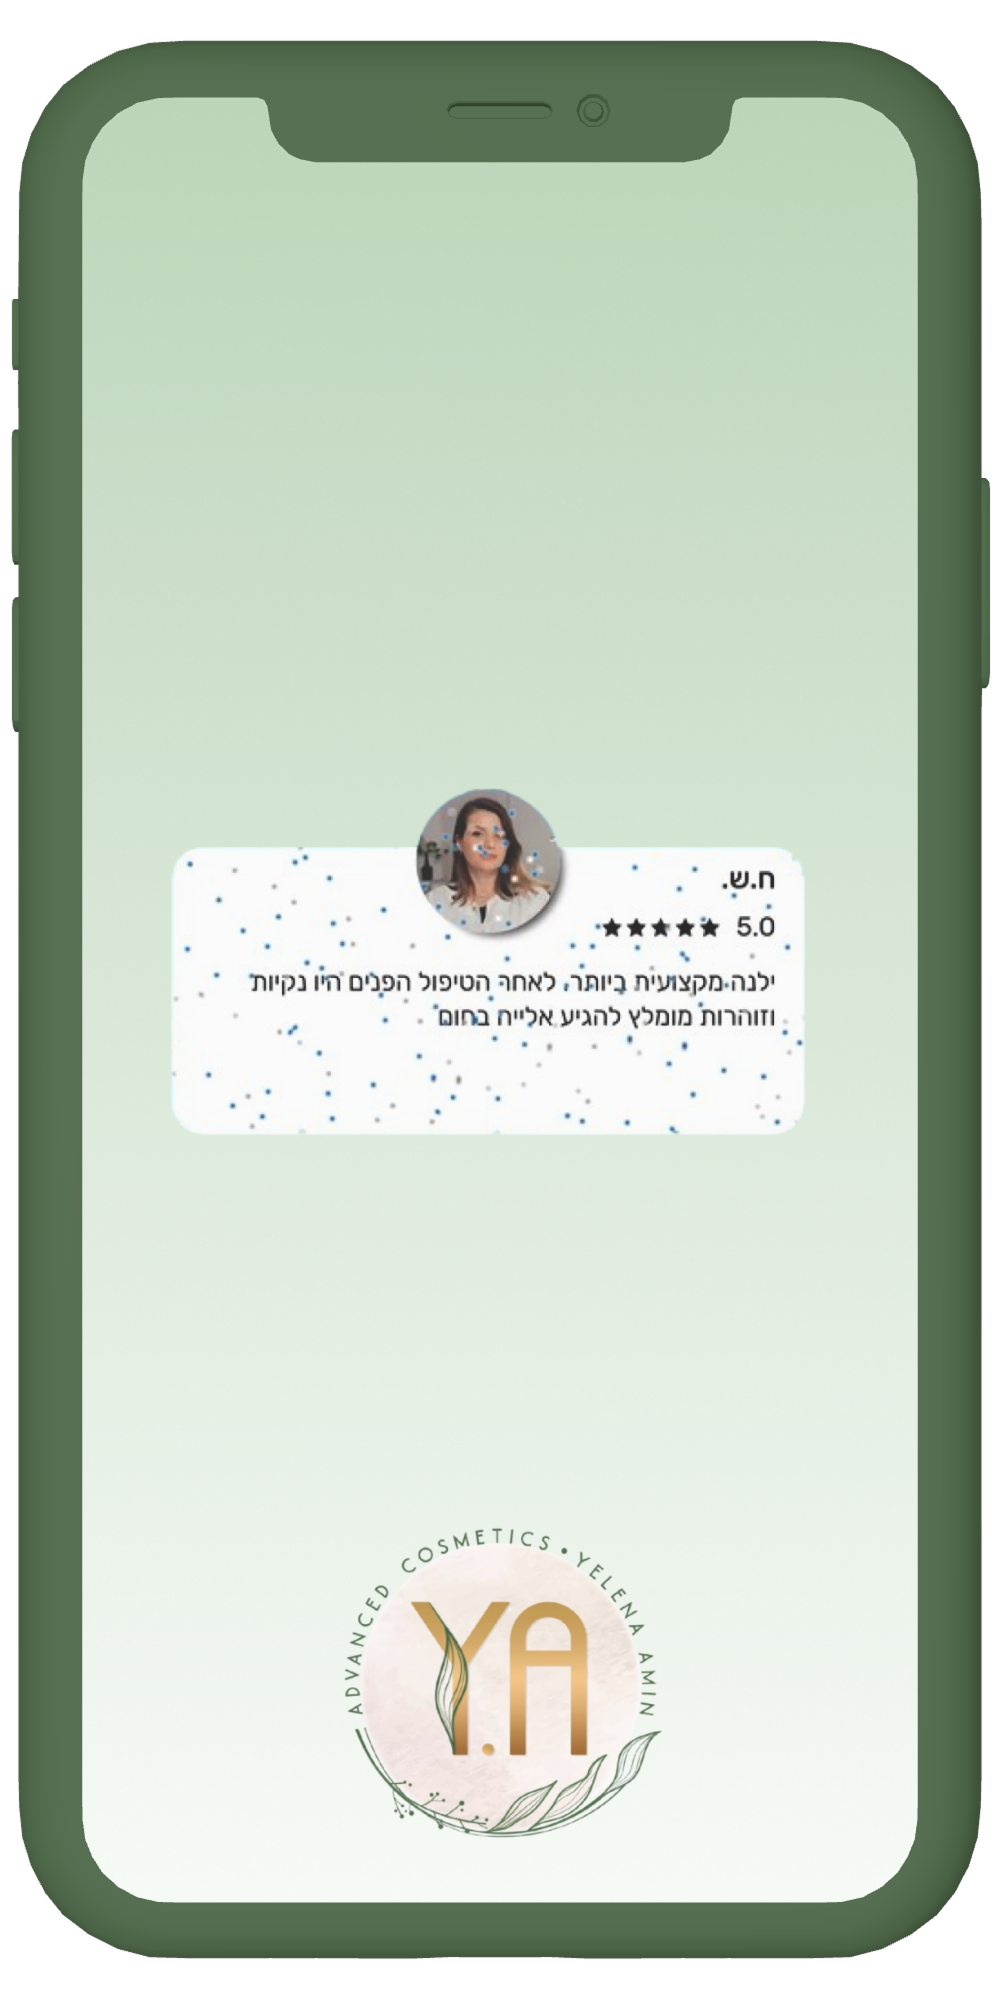 ח.ש.
5.0 ★★★★★
ילנה מקצועית ביותר, לאחר הטיפול הפנים היו נקיות
וזוהרות מומלץ להגיע אלייה בחום
ADVANCED COSMETICS • YELENA AMIN
Y.A